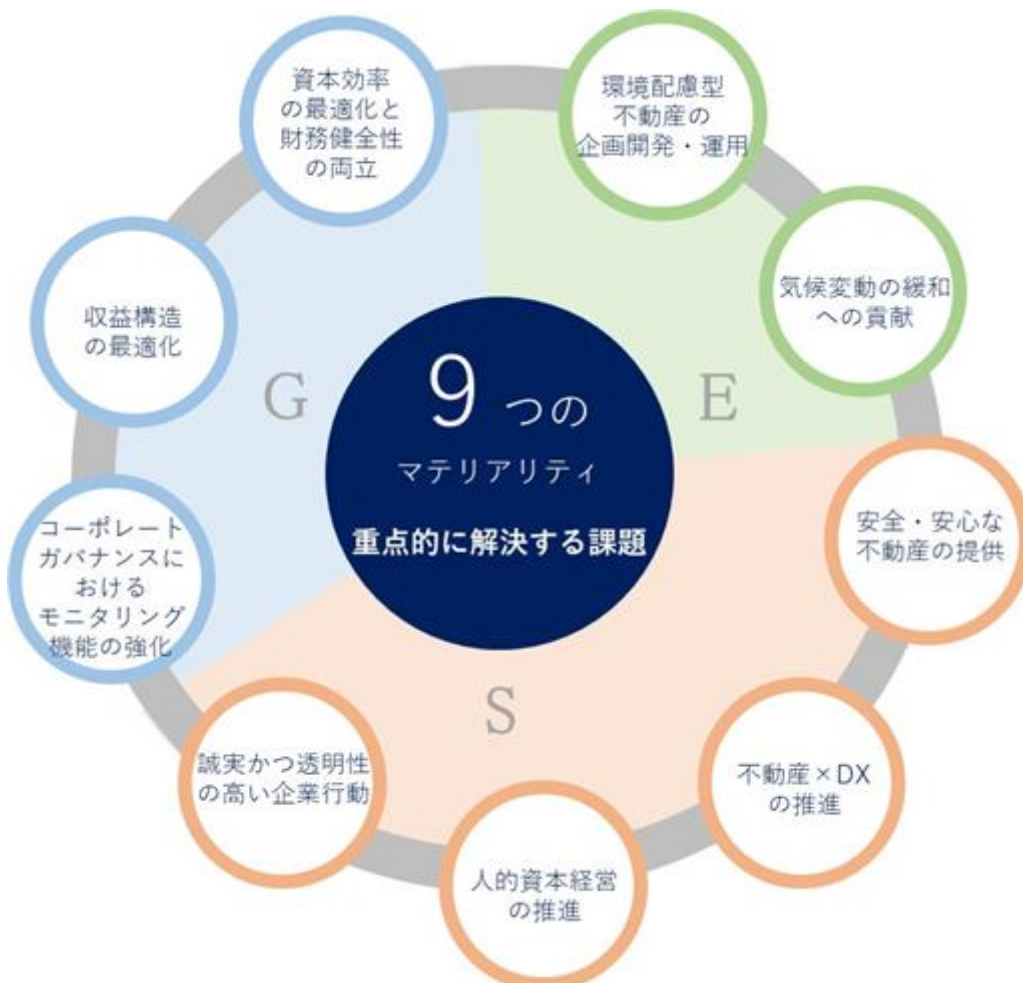 9 つの
マテリアリティ
重点的に解決する課題
E
環境配慮型
不動産の
企画開発・運用
気候変動の緩和
への貢献
S
安全・安心な
不動産の提供
不動産×DX
の推進
人的資本経営
の推進
誠実かつ透明性
の高い企業行動
G
コーポレート
ガバナンスに
おける
モニタリング
機能の強化
収益構造
の最適化
資本効率
の最適化と
財務健全性
の両立